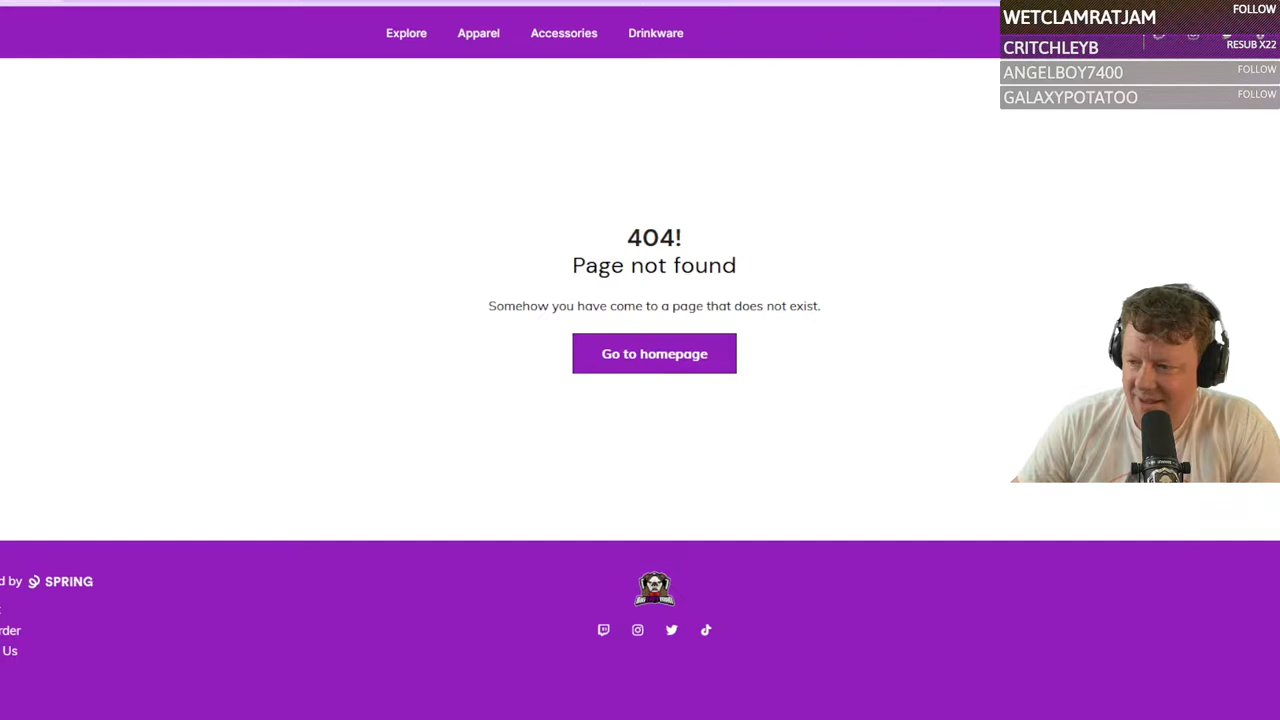 Explore Apparel Accessories Drinkware
WETCLAMRATJAM FOLLOW
CRITCHLEYB RESUB X22
ANGELBOY7400 FOLLOW
GALAXYPOTATOO FOLLOW
404!
Page not found
Somehow you have come to a page that does not exist.
Go to homepage
d by SPRING
t
rder
Us